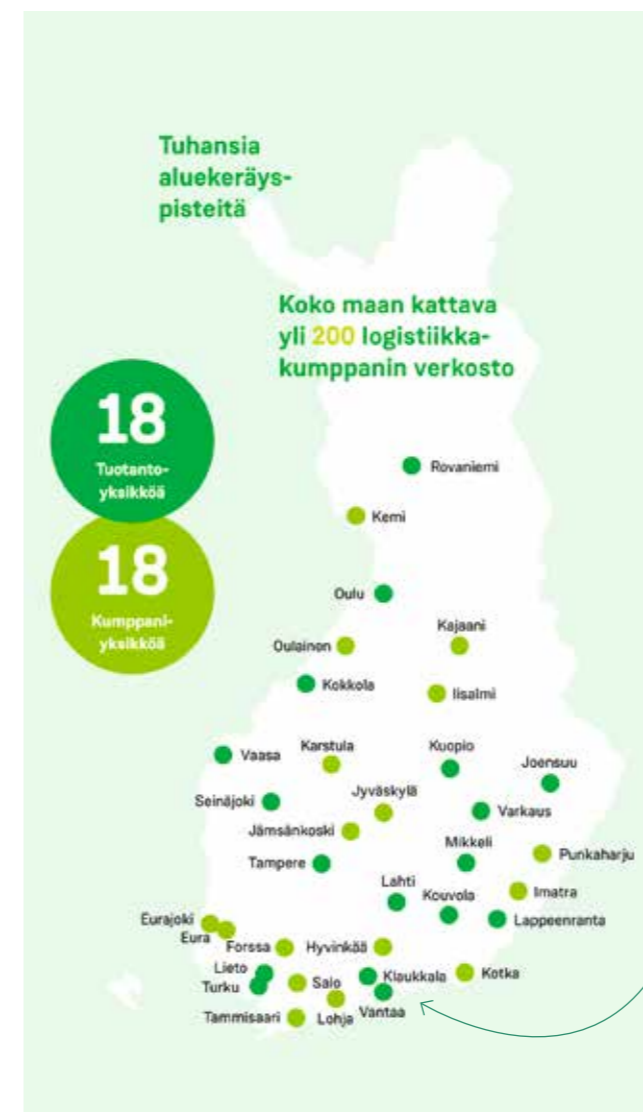 Tuhansia
aluekeräys-
pisteitä
Koko maan kattava
yli 200 logistiikka-
kumppanin verkosto
18
Tuotanto-
yksikköä
18
Kumppani-
yksikköä
Rovaniemi
Kemi
Oulu
Kajaani
Oulainen
Kokkola
Iisalmi
Vaasa
Karstula
Kuopio
Joensuu
Seinäjoki
Jyväskylä
Varkaus
Jämsänkoski
Mikkeli
Tampere
Punkaharju
Lahti
Kouvola
Imatra
Lappeenranta
Eurajoki
Eura
Forssa
Hyvinkää
Lieto
Turku
Salo
Klaukkala
Kotka
Tammisaari
Lohja
Vantaa